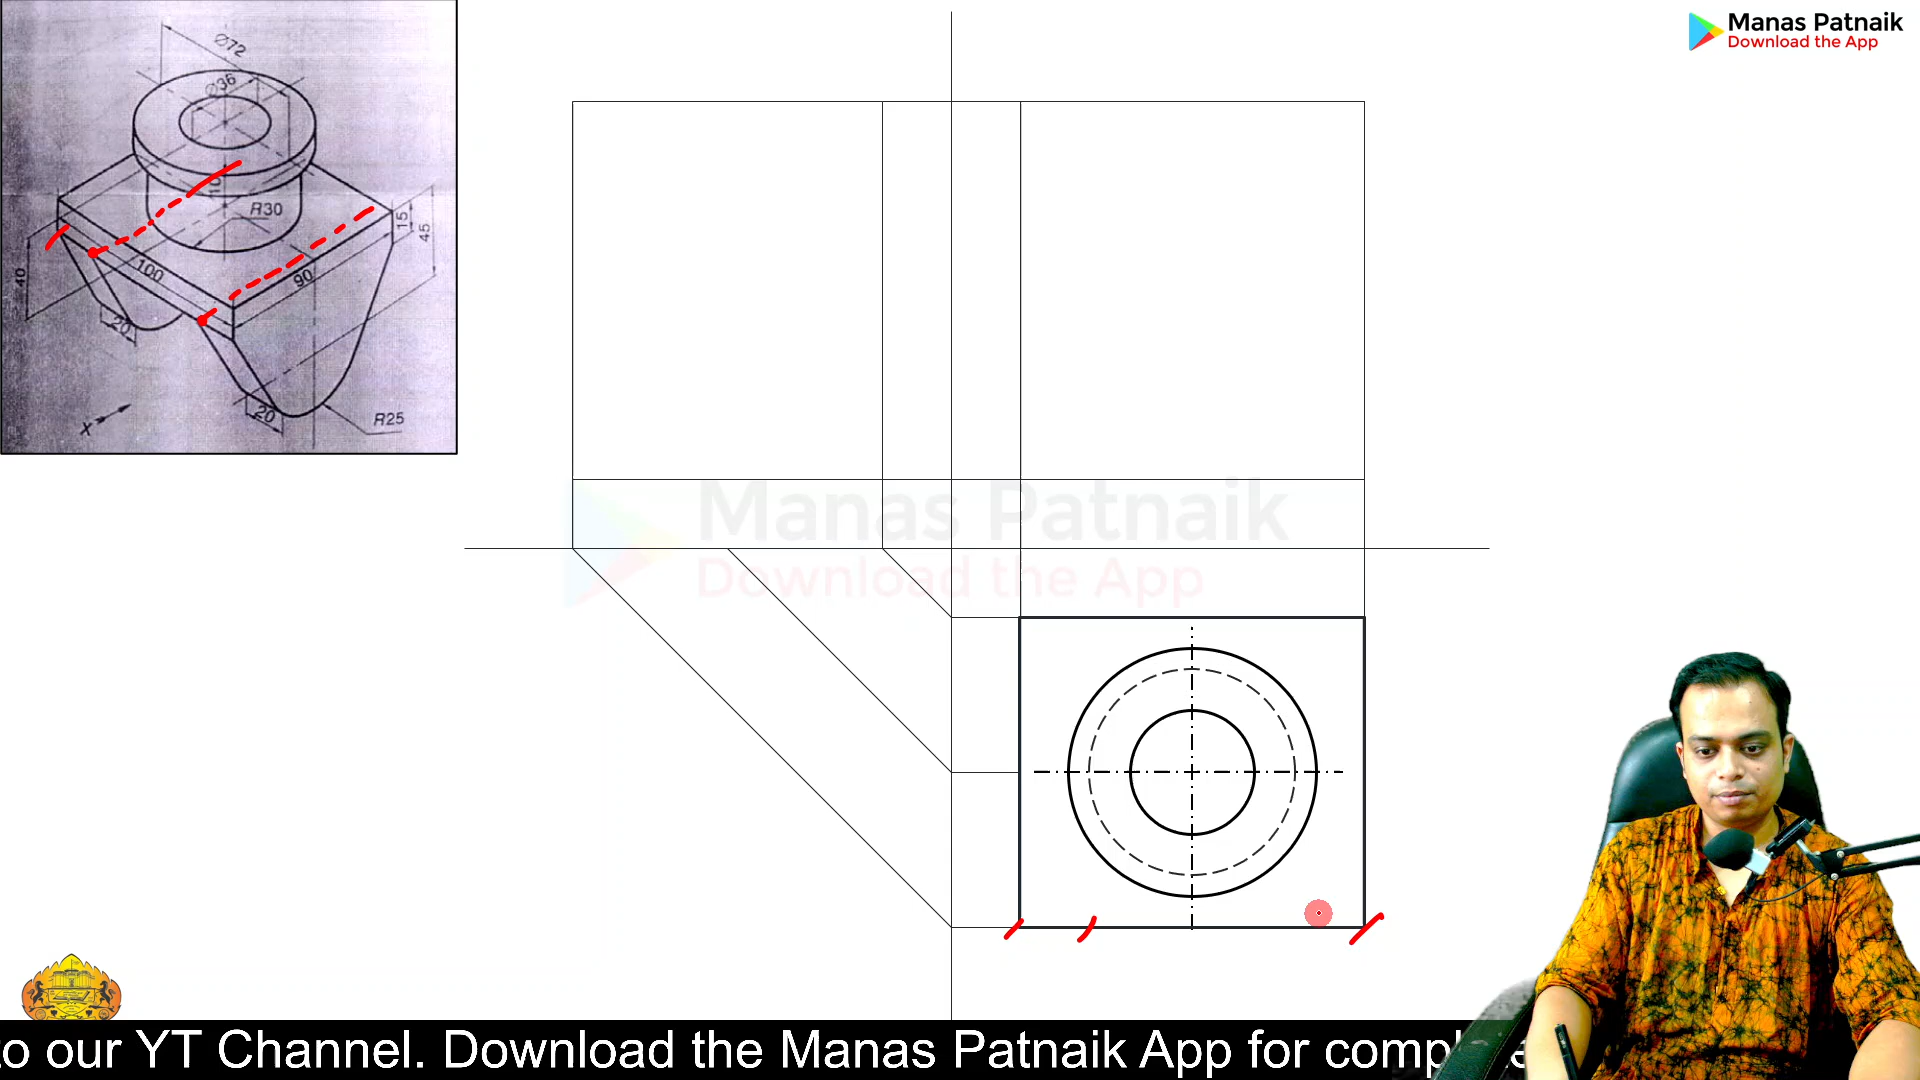 Manas Patnaik
Download the App
Ø72
Ø36
10
R30
15
45
40
100
90
20
20
R25
X
Manas Patnaik
Download the App
to our YT Channel. Download the Manas Patnaik App for